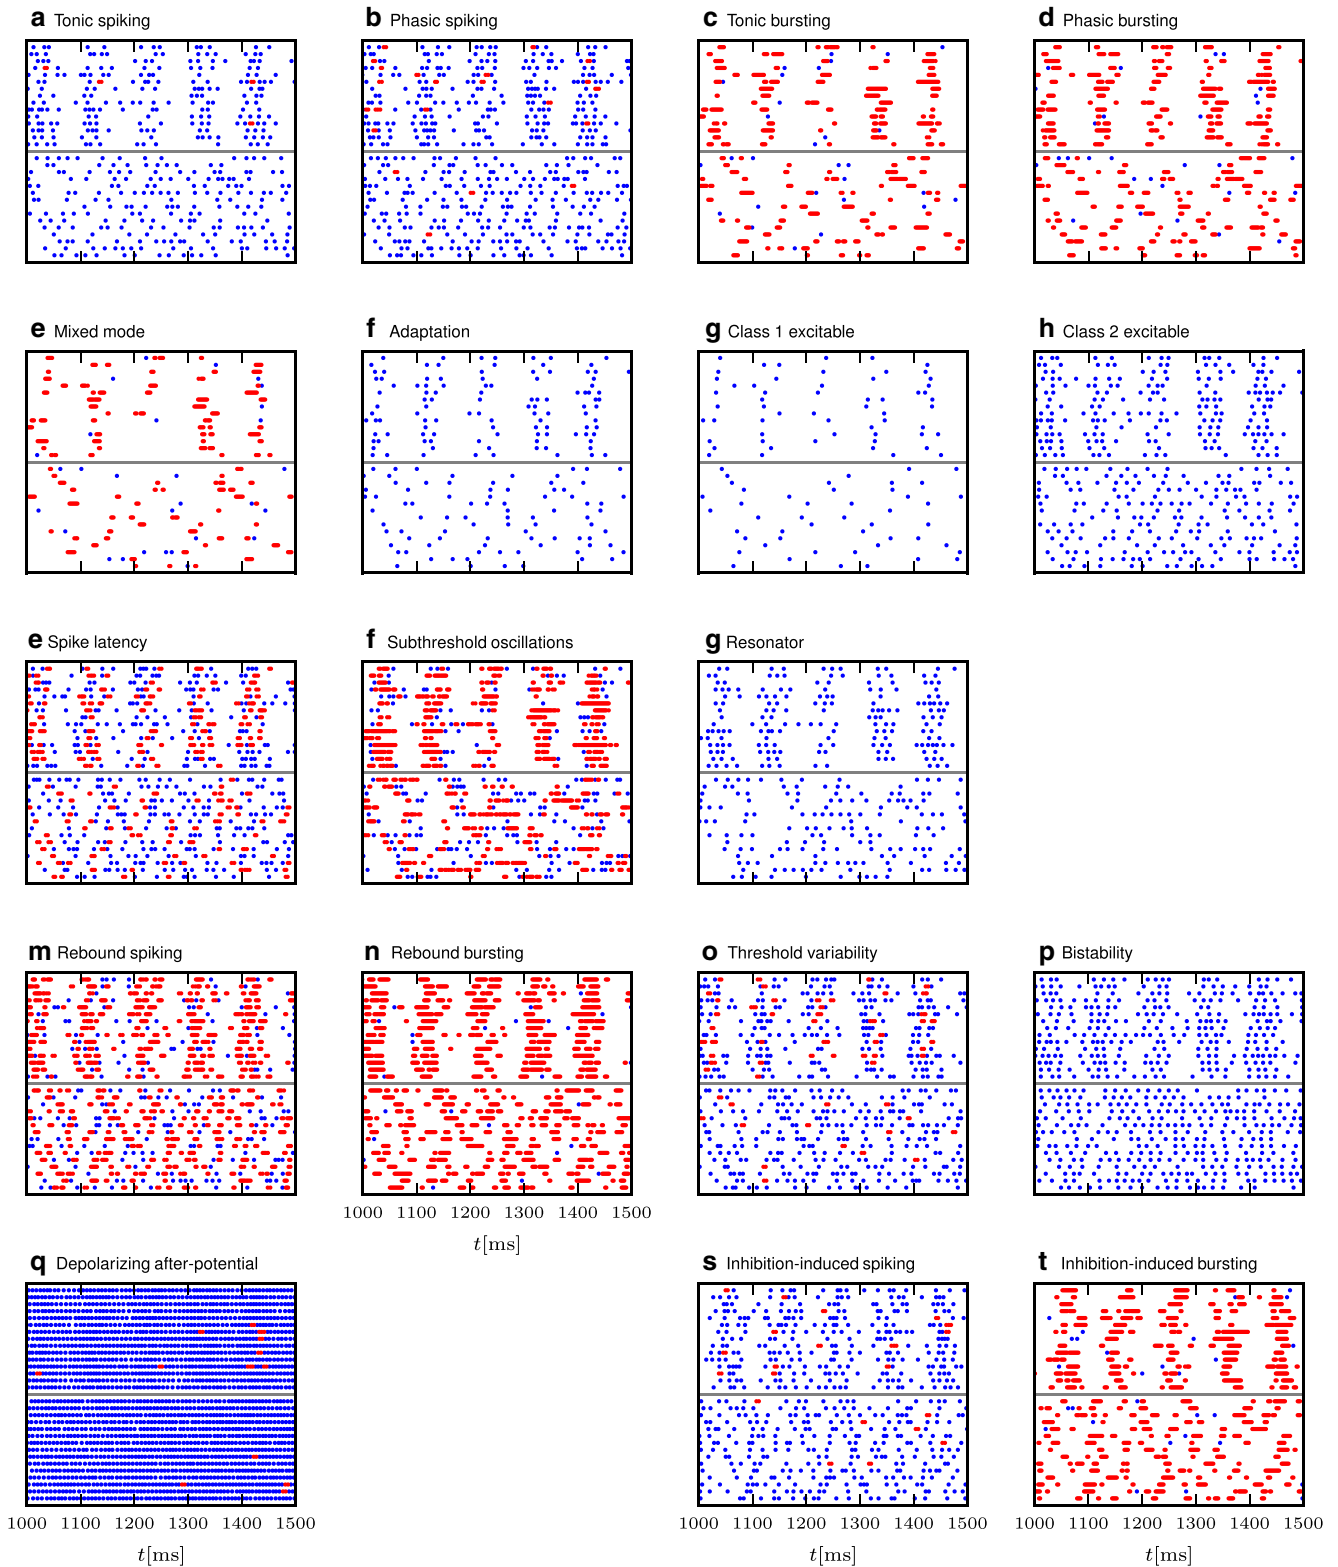 a Tonic spiking
b Phasic spiking
c Tonic bursting
d Phasic bursting
e Mixed mode
f Adaptation
g Class 1 excitable
h Class 2 excitable
e Spike latency
f Subthreshold oscillations
g Resonator
m Rebound spiking
n Rebound bursting
o Threshold variability
p Bistability
1000 1100 1200 1300 1400 1500
t[ms]
q Depolarizing after-potential
s Inhibition-induced spiking
t Inhibition-induced bursting
1000 1100 1200 1300 1400 1500
1000 1100 1200 1300 1400 1500
1000 1100 1200 1300 1400 1500
t[ms]
t[ms]
t[ms]